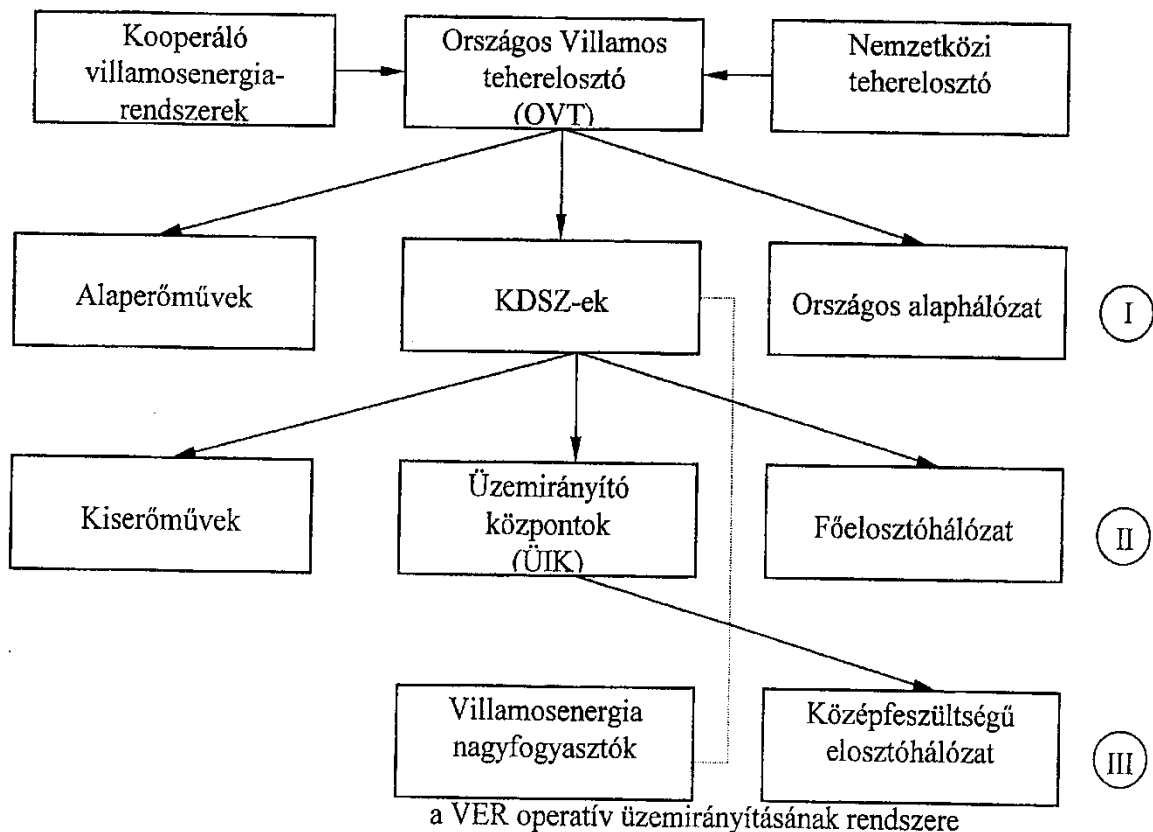 Kooperáló
villamosenergia-
rendszerek
Országos Villamos
teherelosztó
(OVT)
Nemzetközi
teherelosztó
Alaperőművek
KDSZ-ek
Országos alaphálózat
I
Kiserőművek
Üzemirányító
központok
(ÜIK)
Főelosztóhálózat
II
Villamosenergia
nagyfogyasztók
Középfeszültségű
elosztóhálózat
III
a VER operatív üzemirányításának rendszere